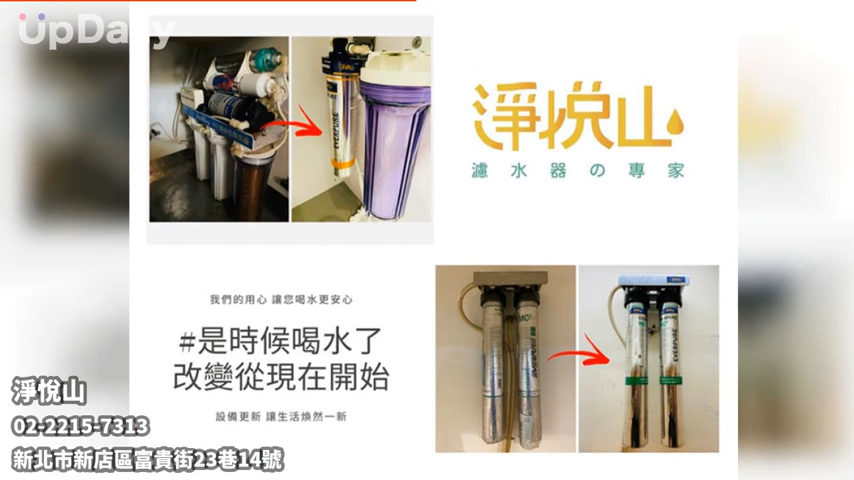 UpDaily
淨悅山
濾水器の專家
EVERPURE
我們的用心 讓您喝水更安心
#是時候喝水了
改變從現在開始
設備更新 讓生活煥然一新
MC²
EVERPURE
EVERPURE
淨悅山
02-2215-7313
新北市新店區富貴街23巷14號